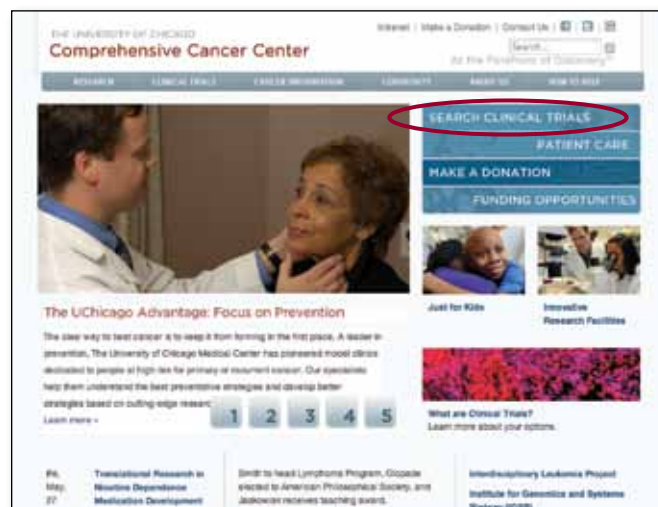 THE UNIVERSITY OF CHICAGO
Comprehensive Cancer Center
Intranet | Make a Donation | Contact Us
Search...
At the Forefront of Discovery
RESEARCH CLINICAL TRIALS CANCER INFORMATION COMMUNITY ABOUT US HOW TO HELP
SEARCH CLINICAL TRIALS
PATIENT CARE
MAKE A DONATION
FUNDING OPPORTUNITIES
The UChicago Advantage: Focus on Prevention
The best way to beat cancer is to keep it from forming in the first place. A leader in
prevention, The University of Chicago Medical Center has pioneered model clinics
dedicated to people at high risk for primary or recurrent cancer. Our specialists
help them understand the best preventative strategies and develop better
strategies based on cutting-edge research
Learn more »
1 2 3 4 5
Just for Kids
Innovative
Research Facilities
What are Clinical Trials?
Learn more about your options.
Fri,
May,
27
Translational Research in
Nicotine Dependence
Medication Development
Smith to head Lymphoma Program, Olopade
elected to American Philosophical Society, and
Jaskowiak receives teaching award.
Interdisciplinary Leukemia Project
Institute for Genomics and Systems
Biology (IGSB)